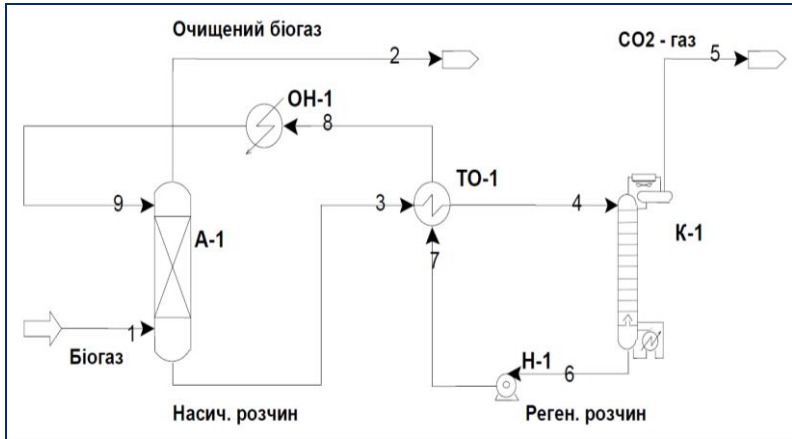 Очищений біогаз
2
СО2 - газ
5
ОН-1
8
9
А-1
3
ТО-1
4
К-1
7
1
Біогаз
Н-1
6
Насич. розчин
Реген. розчин